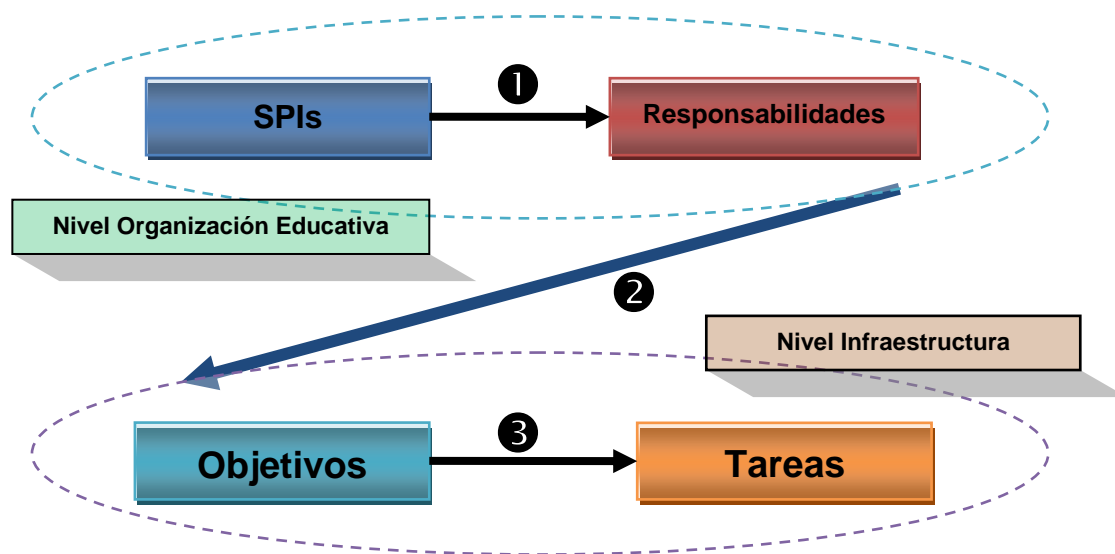 ❶
SPIs
Responsabilidades
Nivel Organización Educativa
❷
Nivel Infraestructura
❸
Objetivos
Tareas